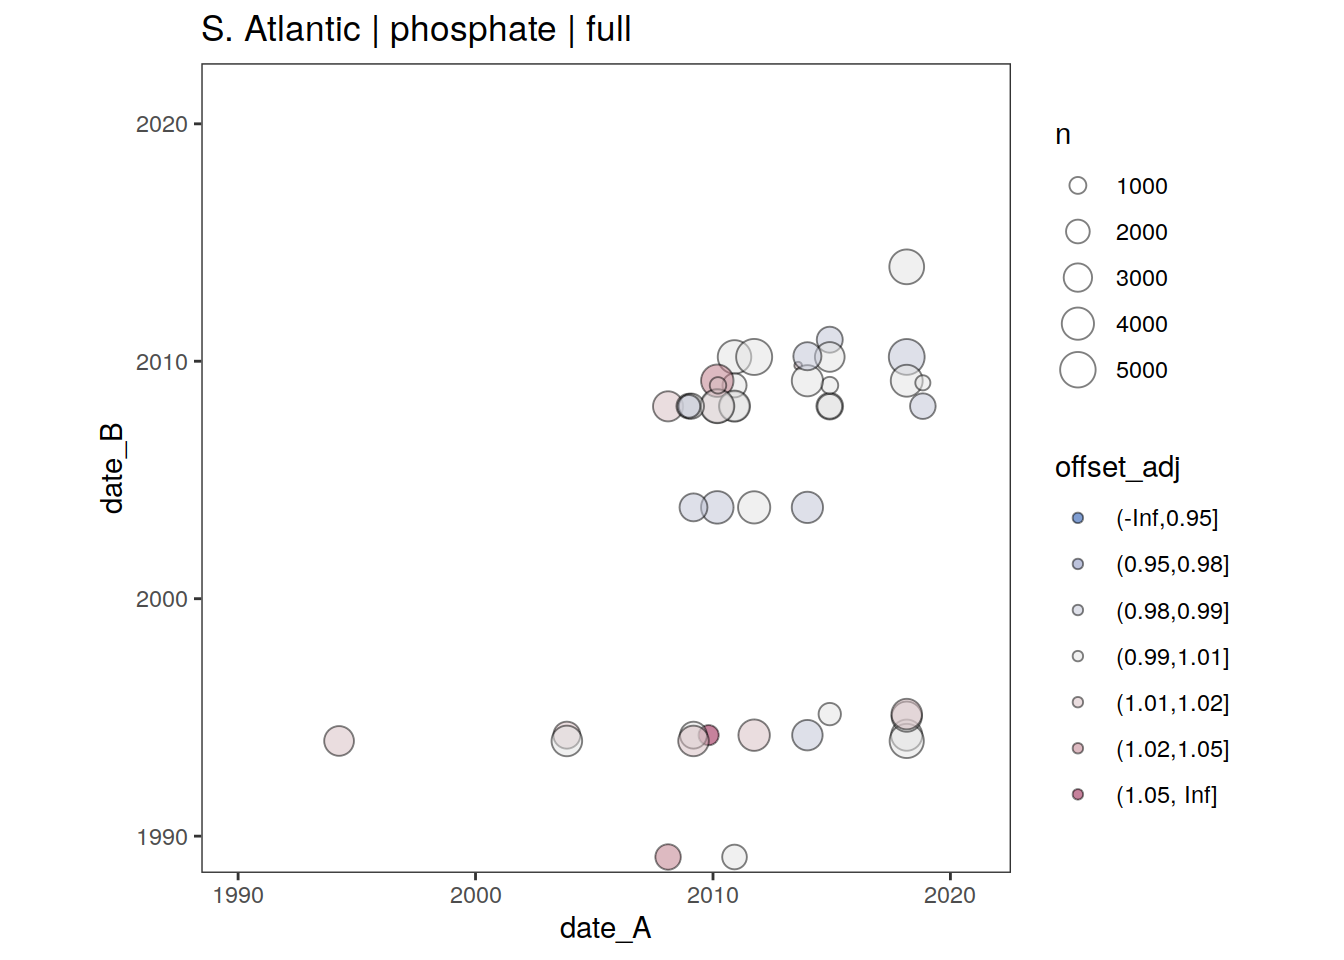 S. Atlantic | phosphate | full
2020
2010
2000
1990
date_B
1990
2000
2010
2020
date_A
n
1000
2000
3000
4000
5000
offset_adj
(-Inf,0.95]
(0.95,0.98]
(0.98,0.99]
(0.99,1.01]
(1.01,1.02]
(1.02,1.05]
(1.05, Inf]